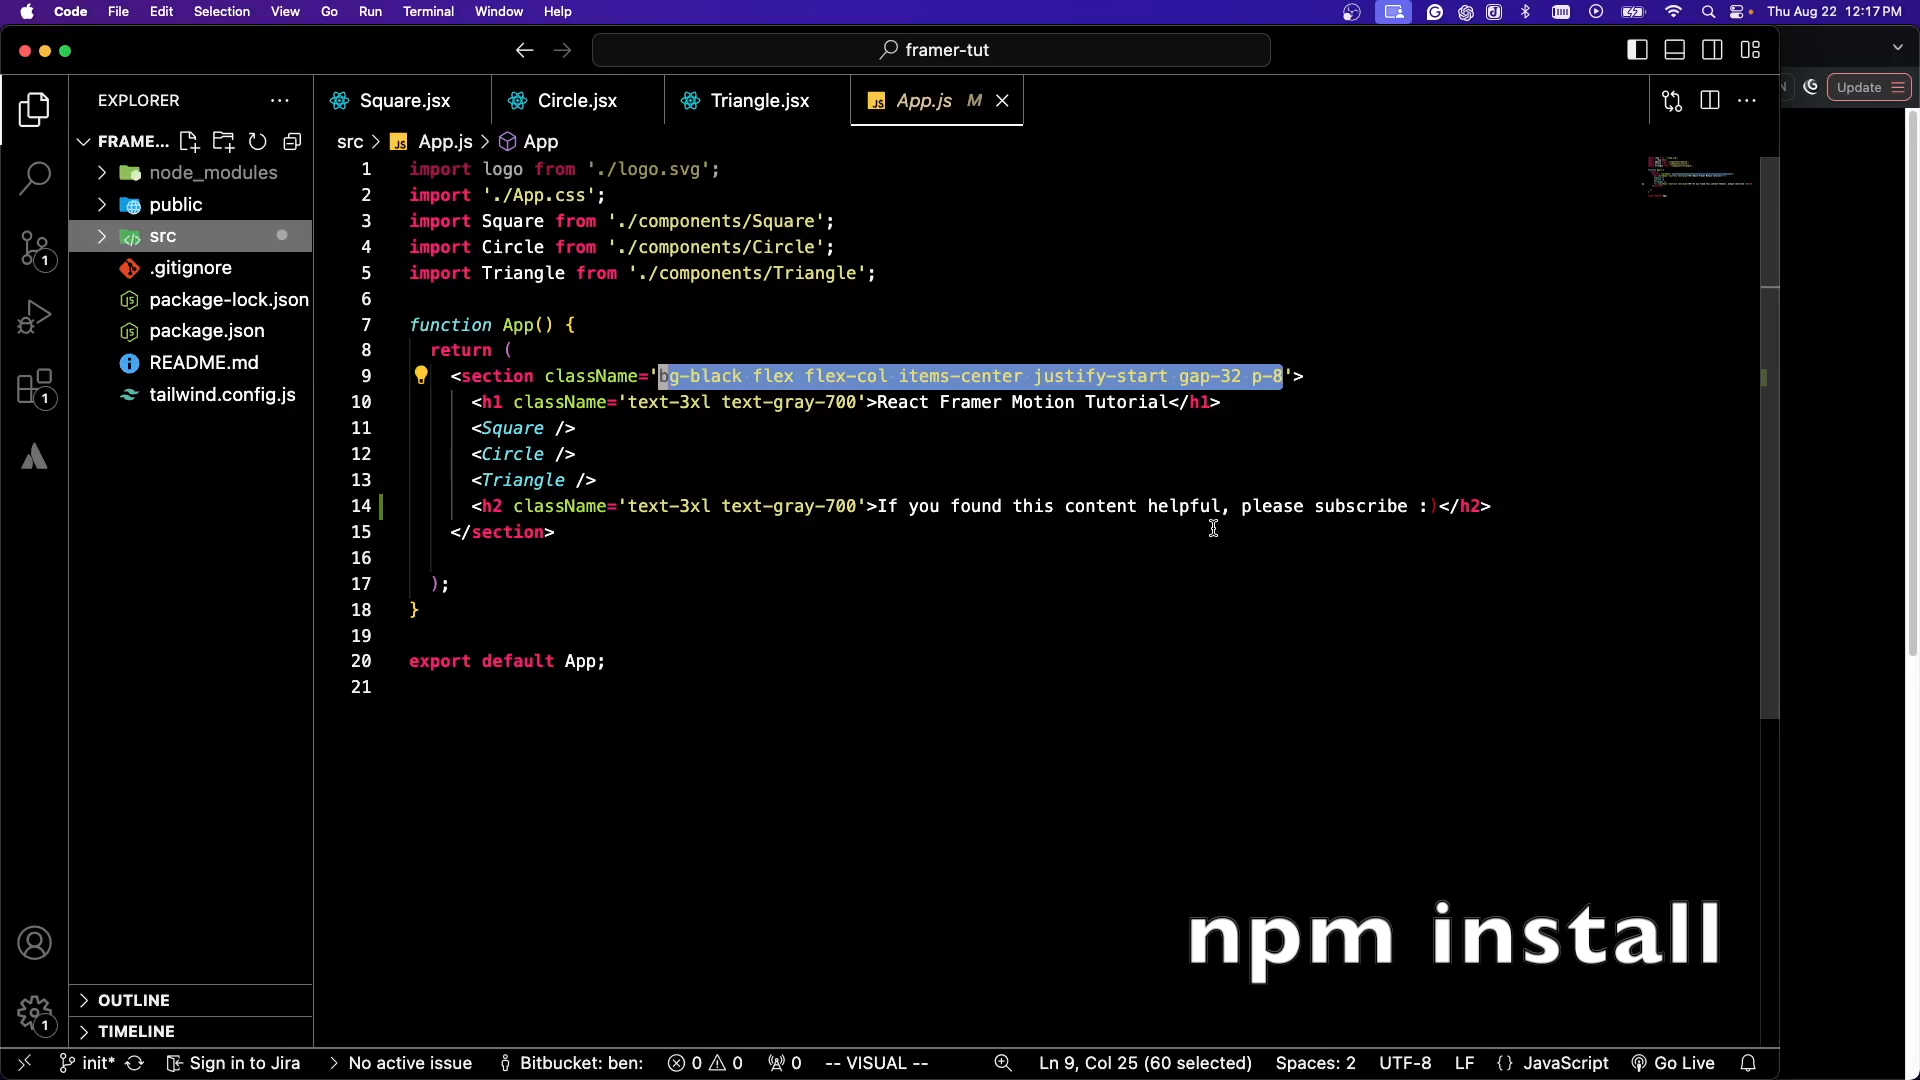 Code File Edit Selection View Go Run Terminal Window Help Thu Aug 22 12:17 PM
framer-tut
Update
EXPLORER
Square.jsx Circle.jsx Triangle.jsx App.js M
FRAME...
src > App.js > App
node_modules
public
src
.gitignore
package-lock.json
package.json
README.md
tailwind.config.js
1 import logo from './logo.svg';
2 import './App.css';
3 import Square from './components/Square';
4 import Circle from './components/Circle';
5 import Triangle from './components/Triangle';
6
7 function App() {
8 return (
9 <section className='bg-black flex flex-col items-center justify-start gap-32 p-8'>
10 <h1 className='text-3xl text-gray-700'>React Framer Motion Tutorial</h1>
11 <Square />
12 <Circle />
13 <Triangle />
14 <h2 className='text-3xl text-gray-700'>If you found this content helpful, please subscribe :)</h2>
15 </section>
16
17 );
18 }
19
20 export default App;
21
1
1
npm install
OUTLINE
1
TIMELINE
init* Sign in to Jira > No active issue Bitbucket: ben: 0 0 0 -- VISUAL -- Ln 9, Col 25 (60 selected) Spaces: 2 UTF-8 LF {} JavaScript Go Live